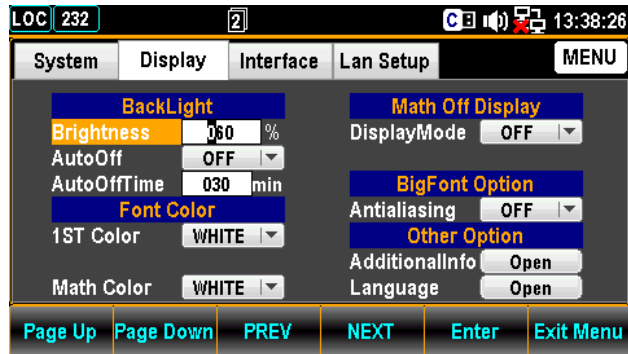 LOC 232 2 C 13:38:26
System Display Interface Lan Setup MENU
BackLight
Brightness 060 %
AutoOff OFF
AutoOffTime 030 min
Font Color
1ST Color WHITE
Math Color WHITE
Math Off Display
DisplayMode OFF
BigFont Option
Antialiasing OFF
Other Option
AdditionalInfo Open
Language Open
Page Up Page Down PREV NEXT Enter Exit Menu